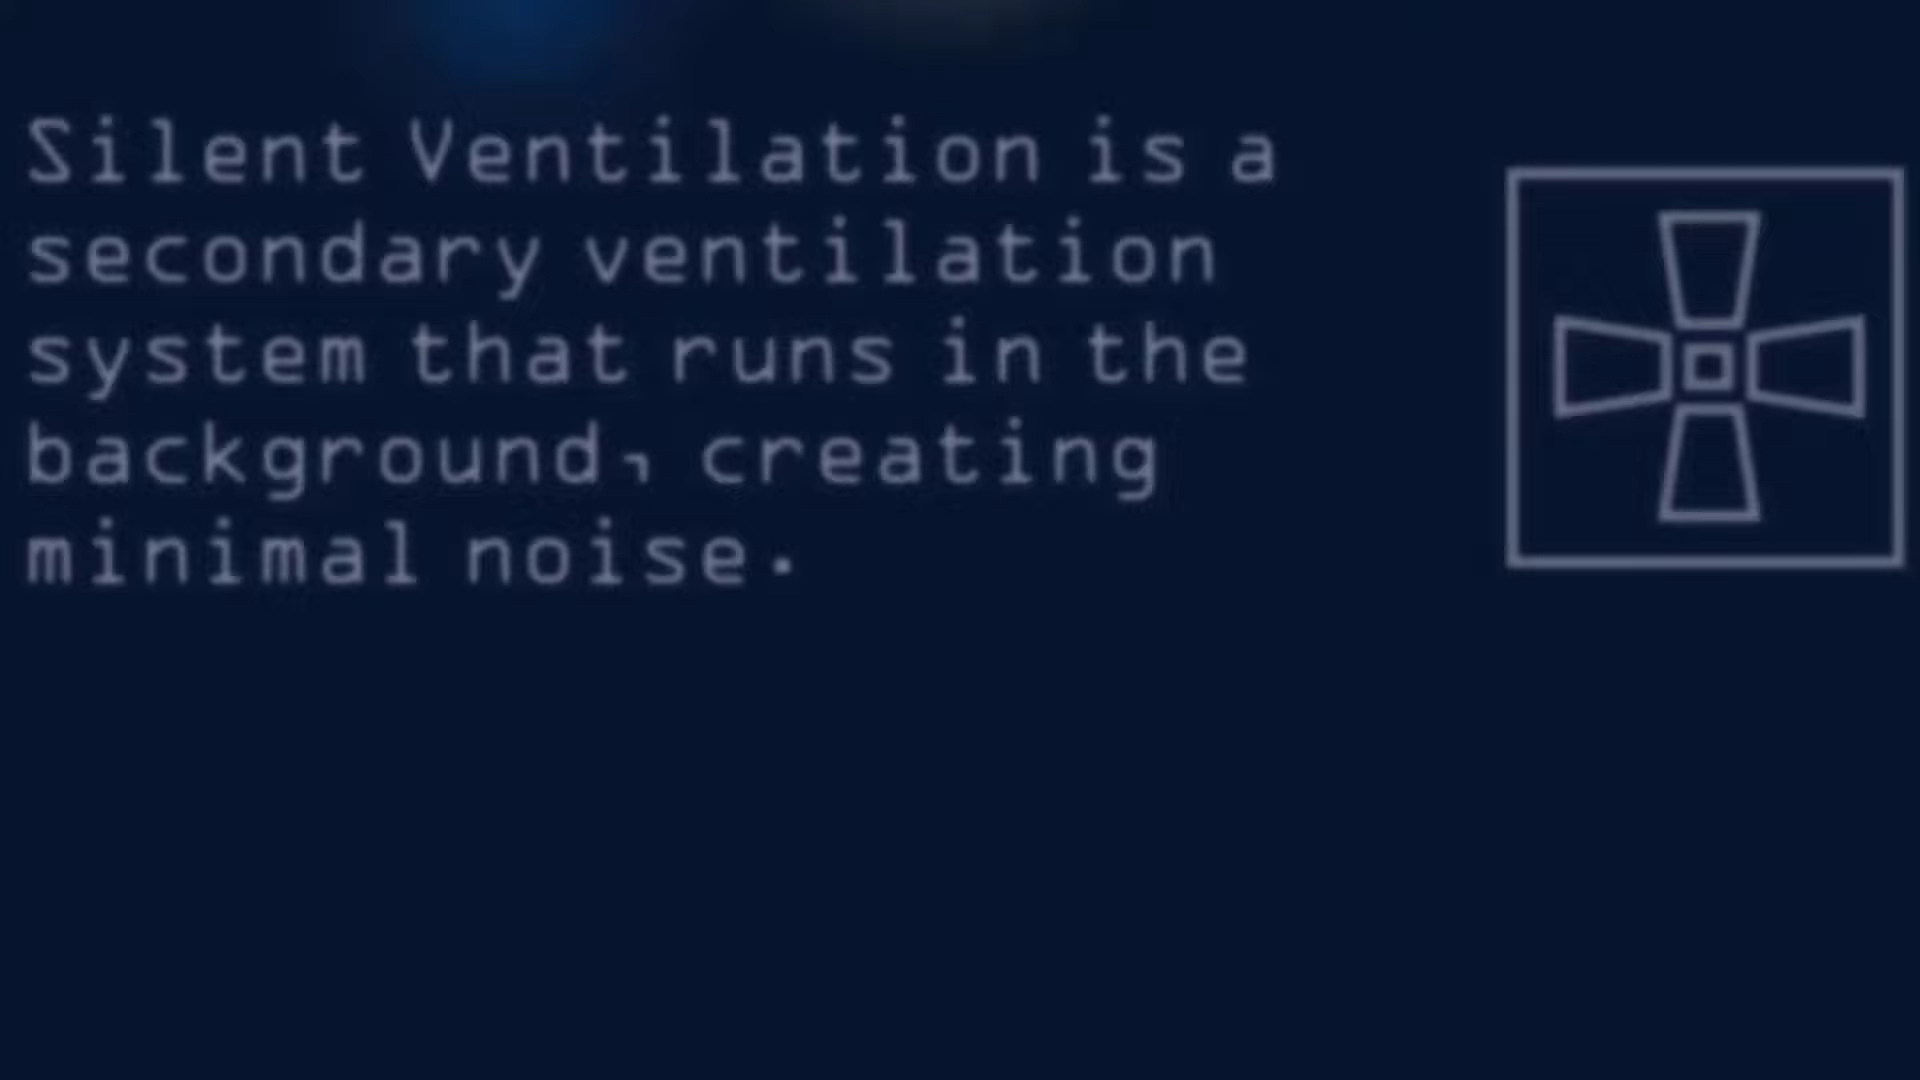 Silent Ventilation is a
secondary ventilation
system that runs in the
background, creating
minimal noise.